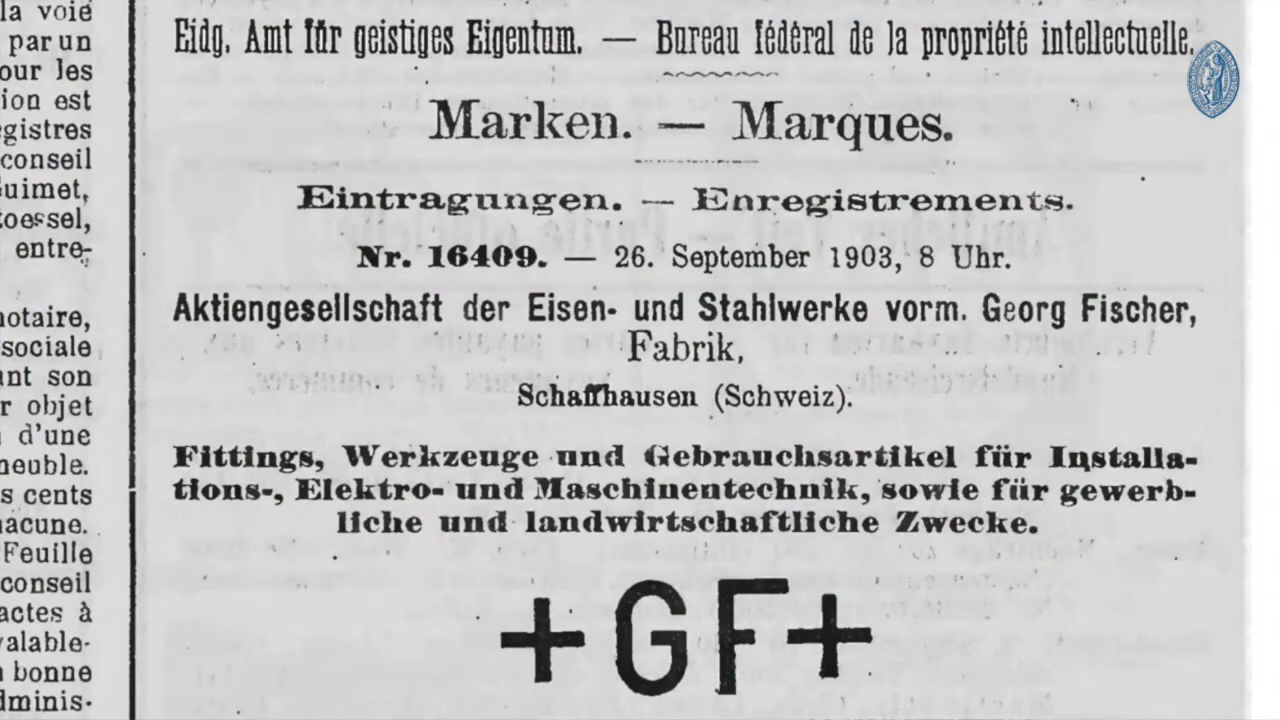 la voie
par un
our les
ion est
gistres
conseil
uimet,
toessel,
entre-
notaire,
sociale
ant son
r objet
d'une
neuble.
s cents
acune.
Feuille
conseil
actes à
valable-
bonne
dminis-
Eidg. Amt für geistiges Eigentum. — Bureau fédéral de la propriété intellectuelle.
Marken. — Marques.
Eintragungen. — Enregistrements.
Nr. 16409. — 26. September 1903, 8 Uhr.
Aktiengesellschaft der Eisen- und Stahlwerke vorm. Georg Fischer,
Fabrik,
Schaffhausen (Schweiz).
Fittings, Werkzeuge und Gebrauchsartikel für Installa-
tions-, Elektro- und Maschinentechnik, sowie für gewerb-
liche und landwirtschaftliche Zwecke.
+GF+